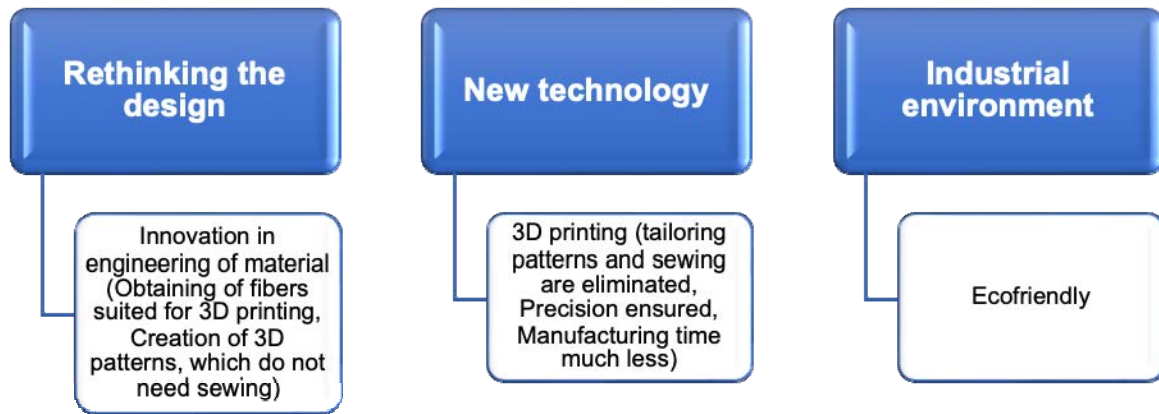 Rethinking the
design
Innovation in
engineering of material
(Obtaining of fibers
suited for 3D printing,
Creation of 3D
patterns, which do not
need sewing)
New technology
3D printing (tailoring
patterns and sewing
are eliminated,
Precision ensured,
Manufacturing time
much less)
Industrial
environment
Ecofriendly